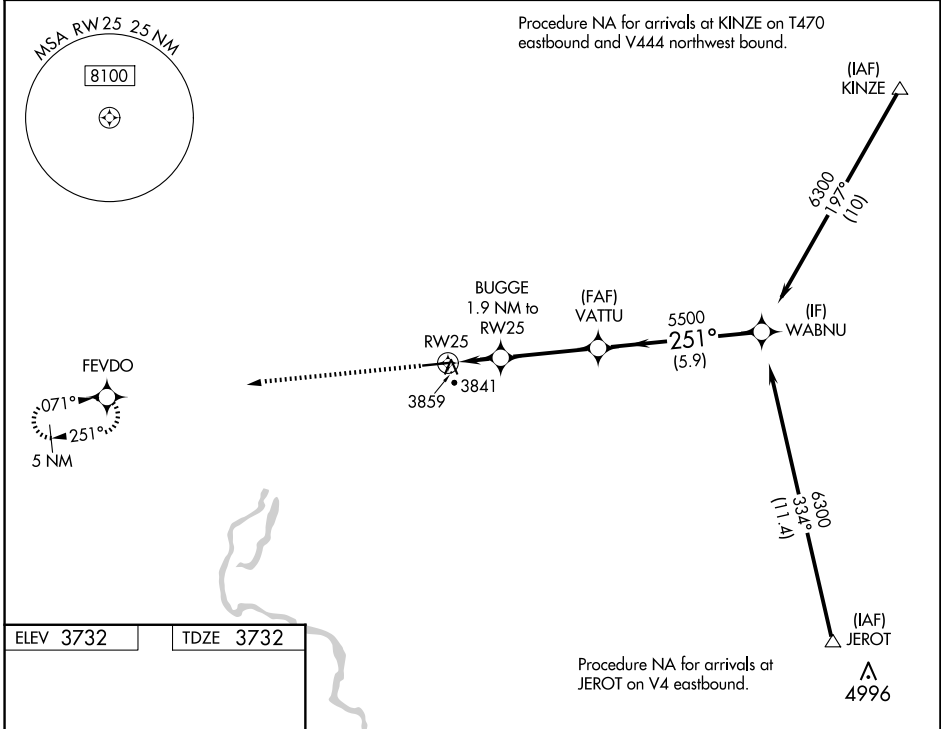 MSA RW25 25 NM
8100
Procedure NA for arrivals at KINZE on T470
eastbound and V444 northwest bound.
(IAF)
KINZE
6300
197°
(10)
BUGGE
1.9 NM to
RW25
(FAF)
VATTU
5500
251°
(5.9)
(IF)
WABNU
RW25
3841
3859
FEVDO
071°
251°
5 NM
6300
334°
(11.4)
(IAF)
JEROT
4996
Procedure NA for arrivals at
JEROT on V4 eastbound.
ELEV 3732
TDZE 3732